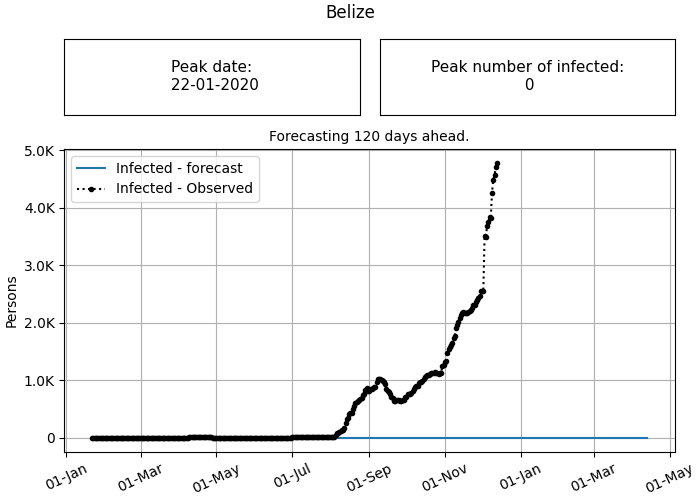 Belize
Peak date:
22-01-2020
Peak number of infected:
0
Forecasting 120 days ahead.
Infected - forecast
Infected - Observed
Persons
5.0K
4.0K
3.0K
2.0K
1.0K
0
01-Jan
01-Mar
01-May
01-Jul
01-Sep
01-Nov
01-Jan
01-Mar
01-May